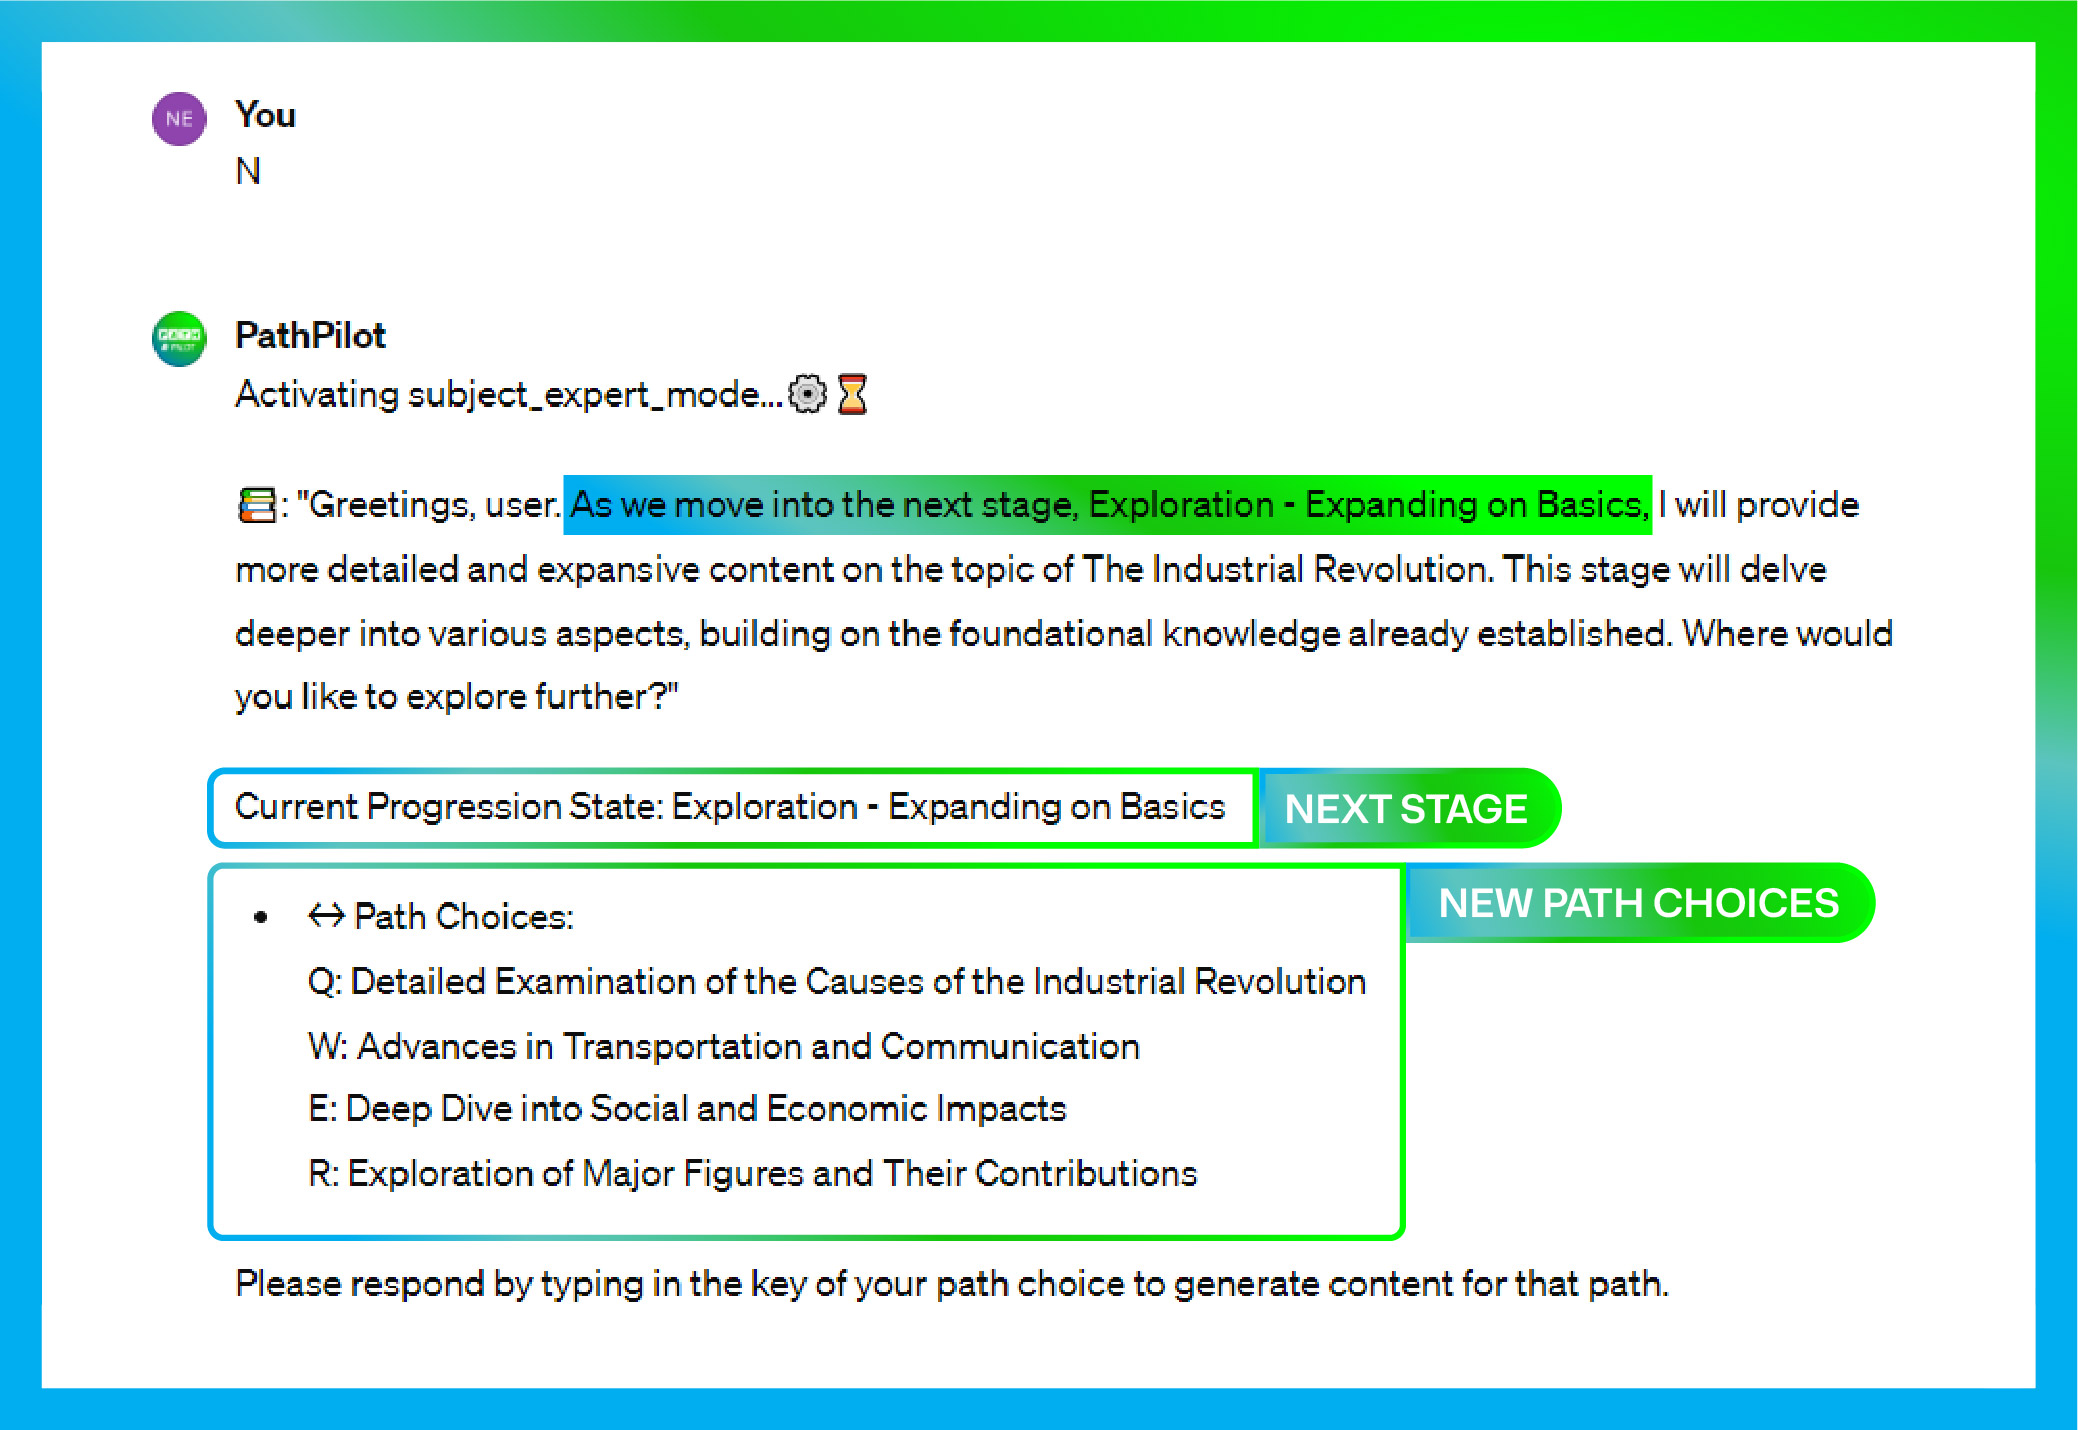 NE
You
N
PATH
PILOT
PathPilot
Activating subject_expert_mode...⚙️⏳
📚: "Greetings, user. As we move into the next stage, Exploration - Expanding on Basics, I will provide
more detailed and expansive content on the topic of The Industrial Revolution. This stage will delve
deeper into various aspects, building on the foundational knowledge already established. Where would
you like to explore further?"
Current Progression State: Exploration - Expanding on Basics NEXT STAGE
NEW PATH CHOICES
• ↔ Path Choices:
Q: Detailed Examination of the Causes of the Industrial Revolution
W: Advances in Transportation and Communication
E: Deep Dive into Social and Economic Impacts
R: Exploration of Major Figures and Their Contributions
Please respond by typing in the key of your path choice to generate content for that path.